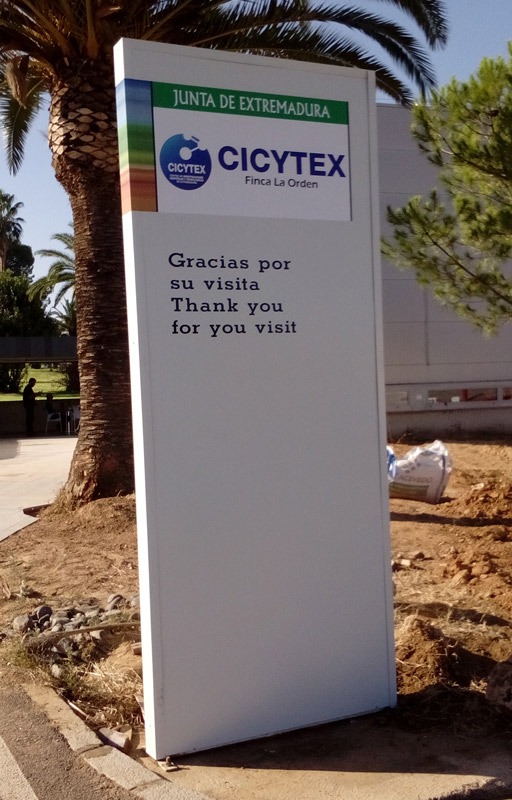 JUNTA DE EXTREMADURA
CICYTEX
CICYTEX
Finca La Orden
Gracias por
su visita
Thank you
for you visit